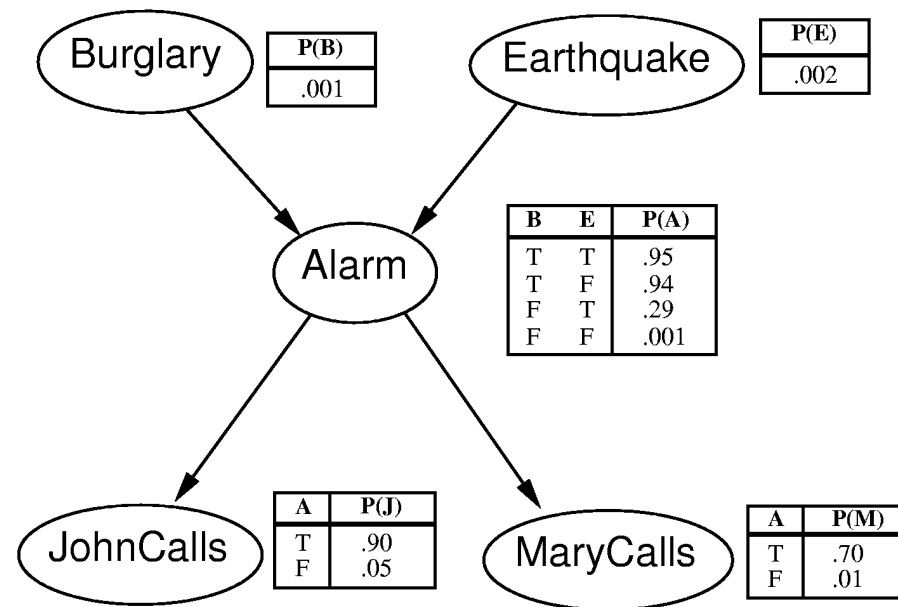 Burglary
P(B)
.001
Earthquake
P(E)
.002
Alarm
B E P(A)
T T .95
T F .94
F T .29
F F .001
JohnCalls
A P(J)
T .90
F .05
MaryCalls
A P(M)
T .70
F .01